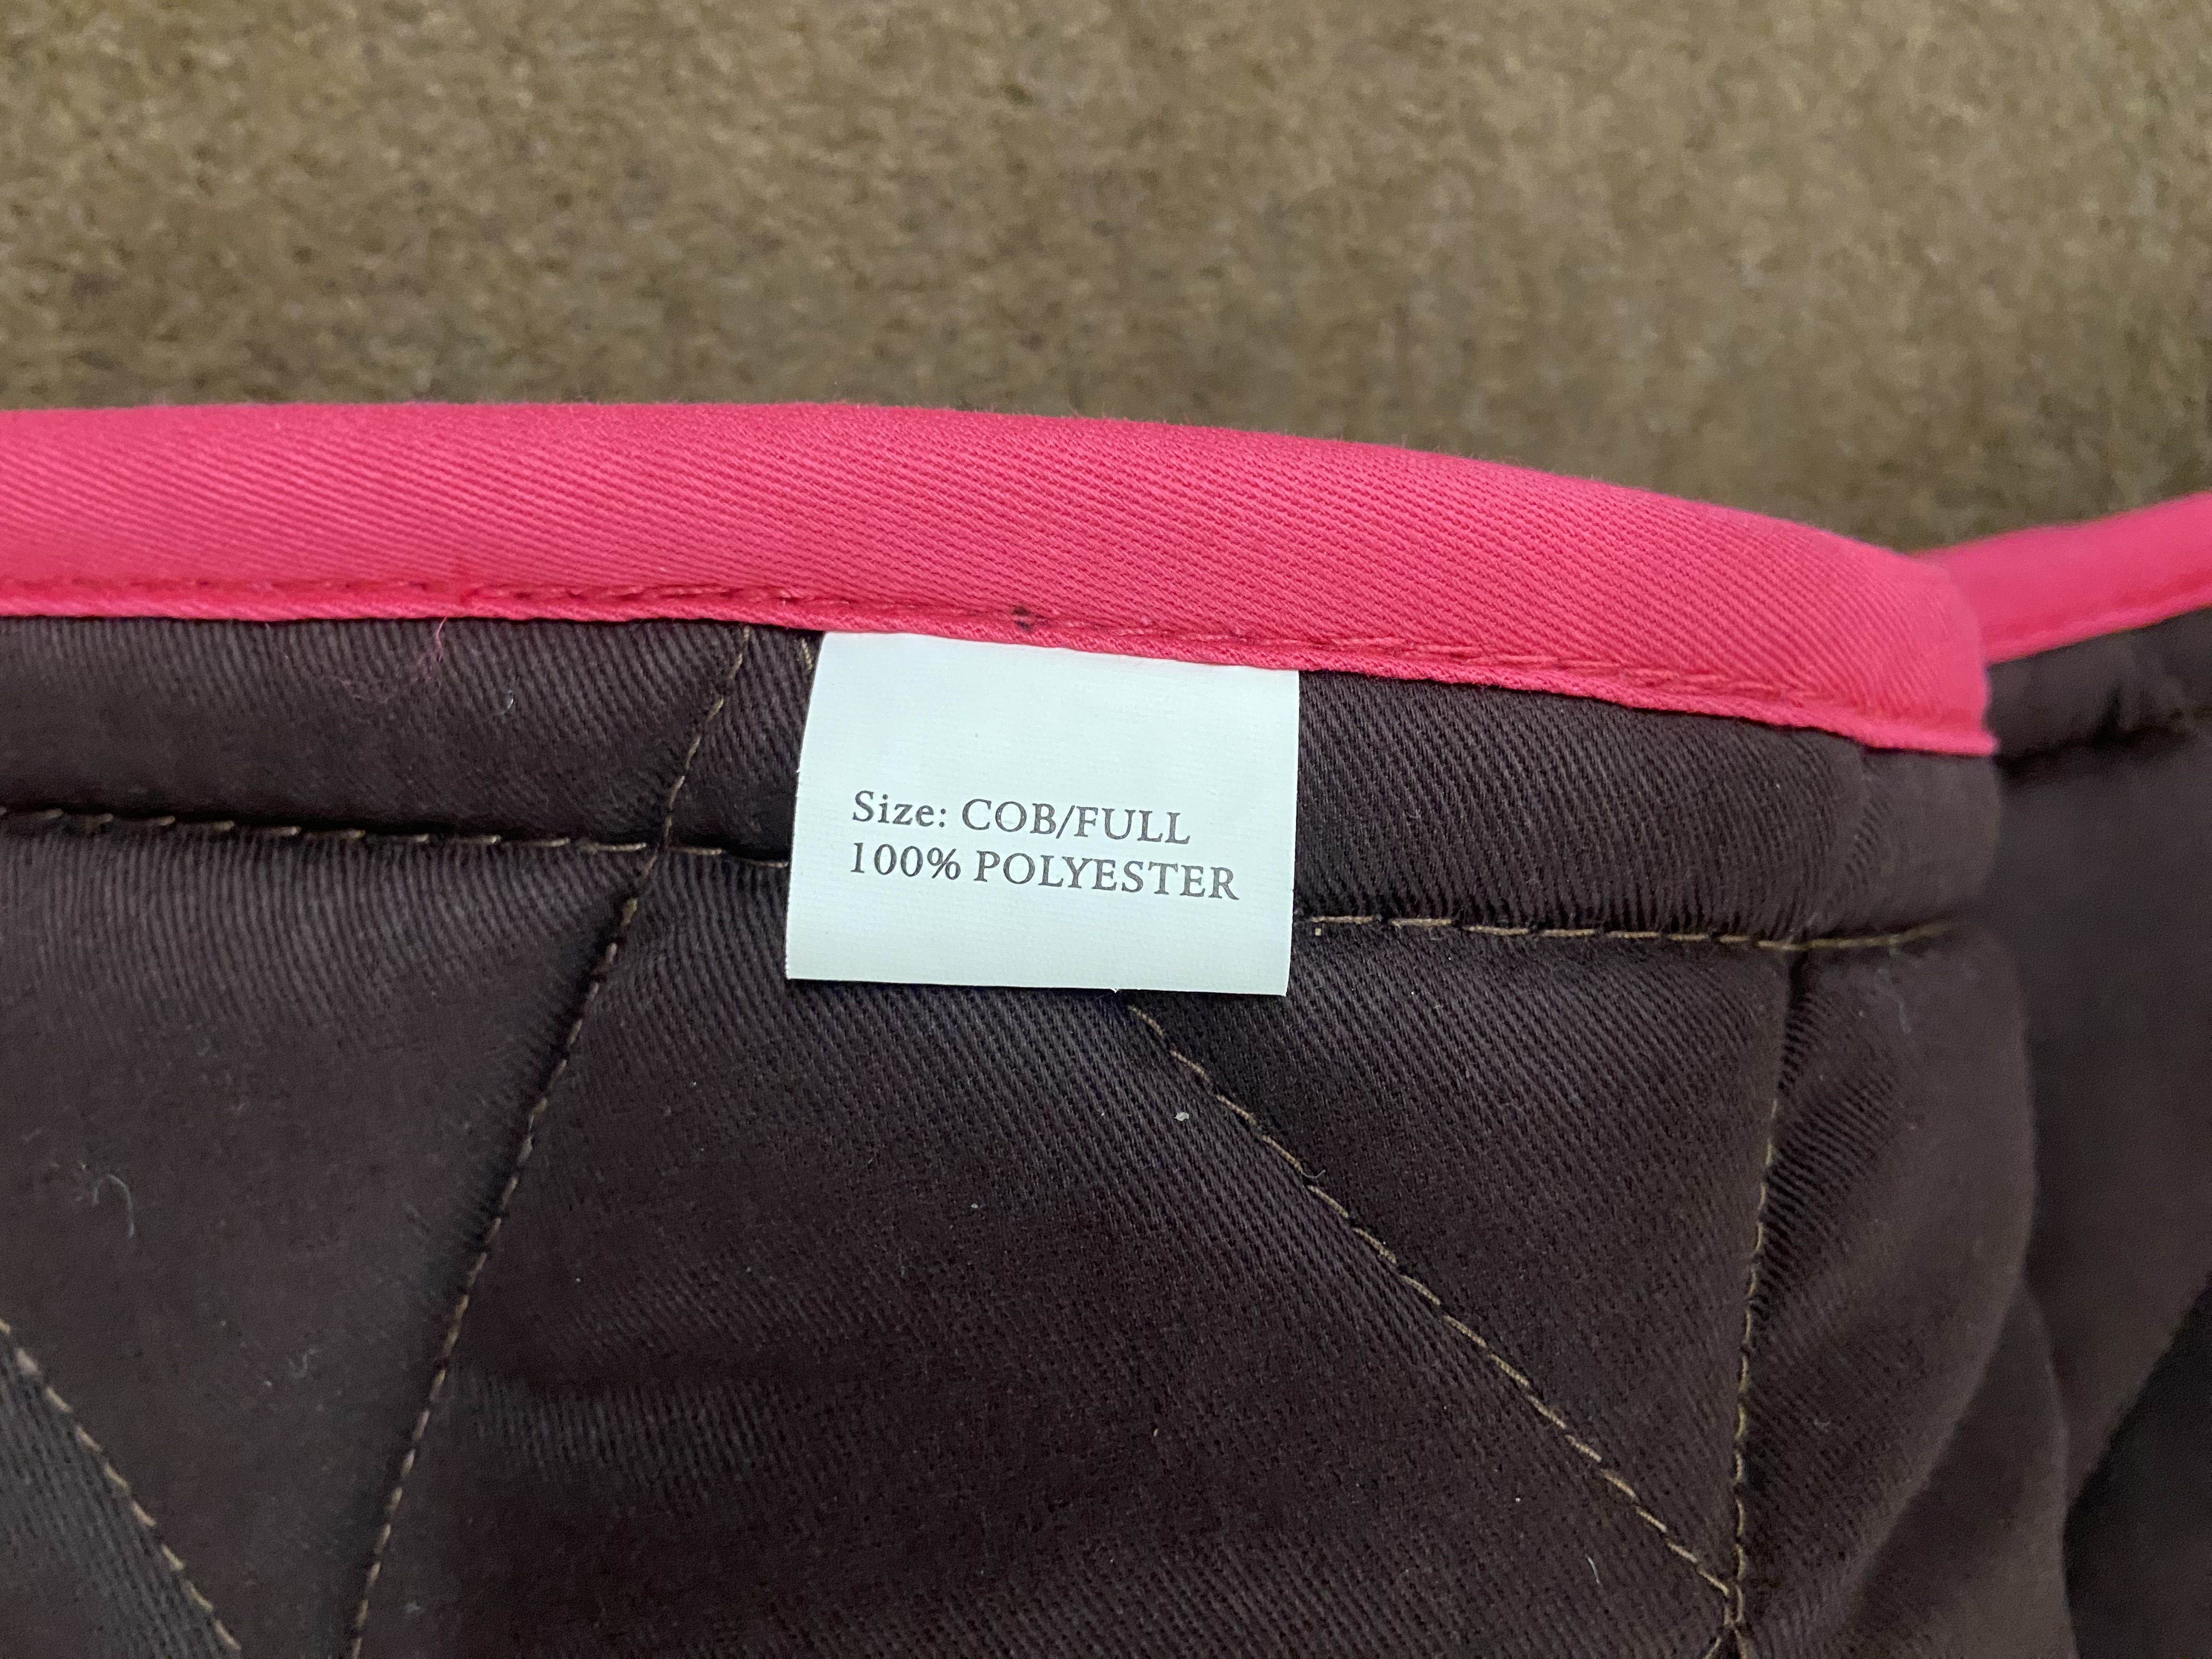 Size: COB/FULL
100% POLYESTER